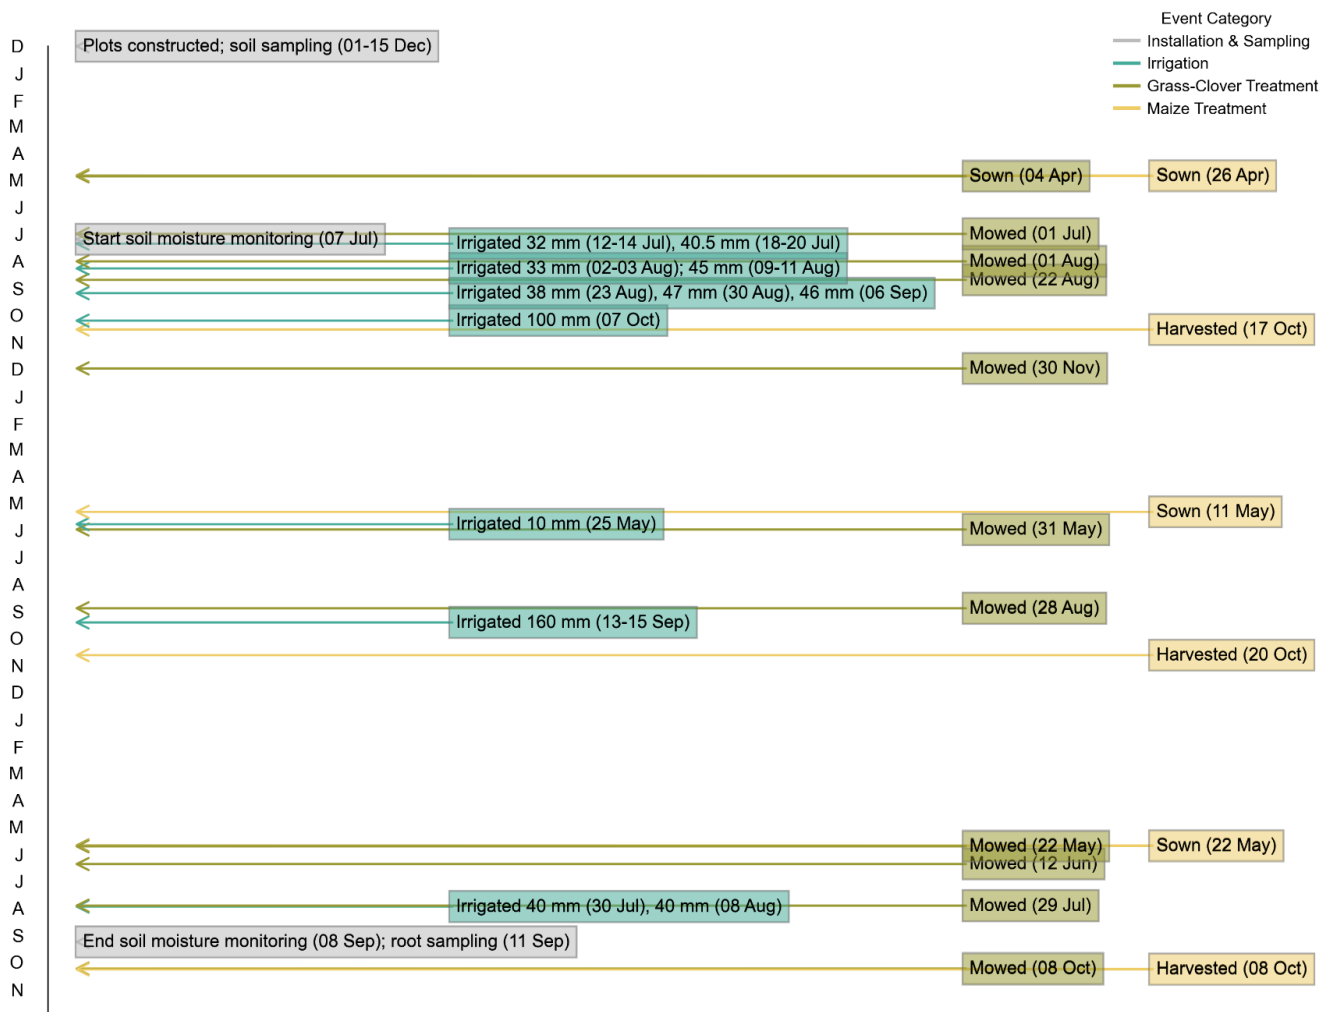 Event Category
Installation & Sampling
Irrigation
Grass-Clover Treatment
Maize Treatment
D
Plots constructed; soil sampling (01-15 Dec)
J
F
M
A
Sown (04 Apr)
Sown (26 Apr)
M
J
J
Start soil moisture monitoring (07 Jul)
Irrigated 32 mm (12-14 Jul), 40.5 mm (18-20 Jul)
Mowed (01 Jul)
A
Irrigated 33 mm (02-03 Aug); 45 mm (09-11 Aug)
Mowed (01 Aug)
Mowed (22 Aug)
S
Irrigated 38 mm (23 Aug), 47 mm (30 Aug), 46 mm (06 Sep)
O
Irrigated 100 mm (07 Oct)
Harvested (17 Oct)
N
D
Mowed (30 Nov)
J
F
M
A
M
Sown (11 May)
Irrigated 10 mm (25 May)
J
Mowed (31 May)
J
A
S
Mowed (28 Aug)
Irrigated 160 mm (13-15 Sep)
O
N
Harvested (20 Oct)
D
J
F
M
A
M
Mowed (22 May)
Sown (22 May)
J
Mowed (12 Jun)
J
A
Irrigated 40 mm (30 Jul), 40 mm (08 Aug)
Mowed (29 Jul)
S
End soil moisture monitoring (08 Sep); root sampling (11 Sep)
O
Mowed (08 Oct)
Harvested (08 Oct)
N